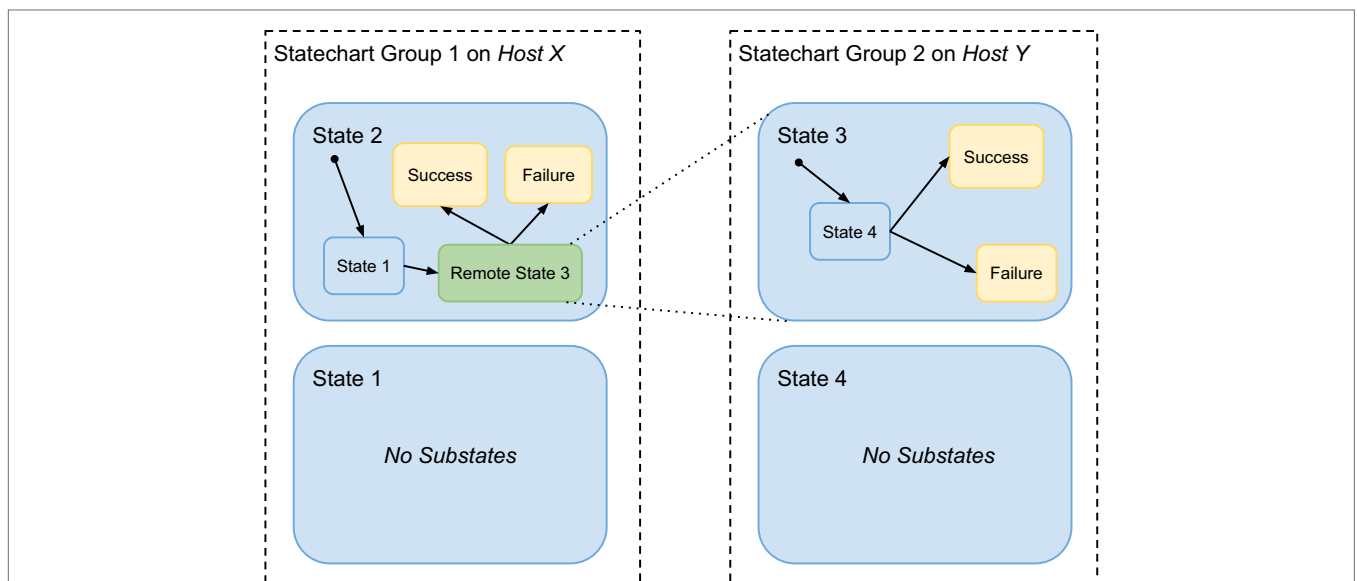 Statechart Group 1 on Host X
State 2
Success
Failure
State 1
Remote State 3
State 1
No Substates
Statechart Group 2 on Host Y
State 3
Success
State 4
Failure
State 4
No Substates